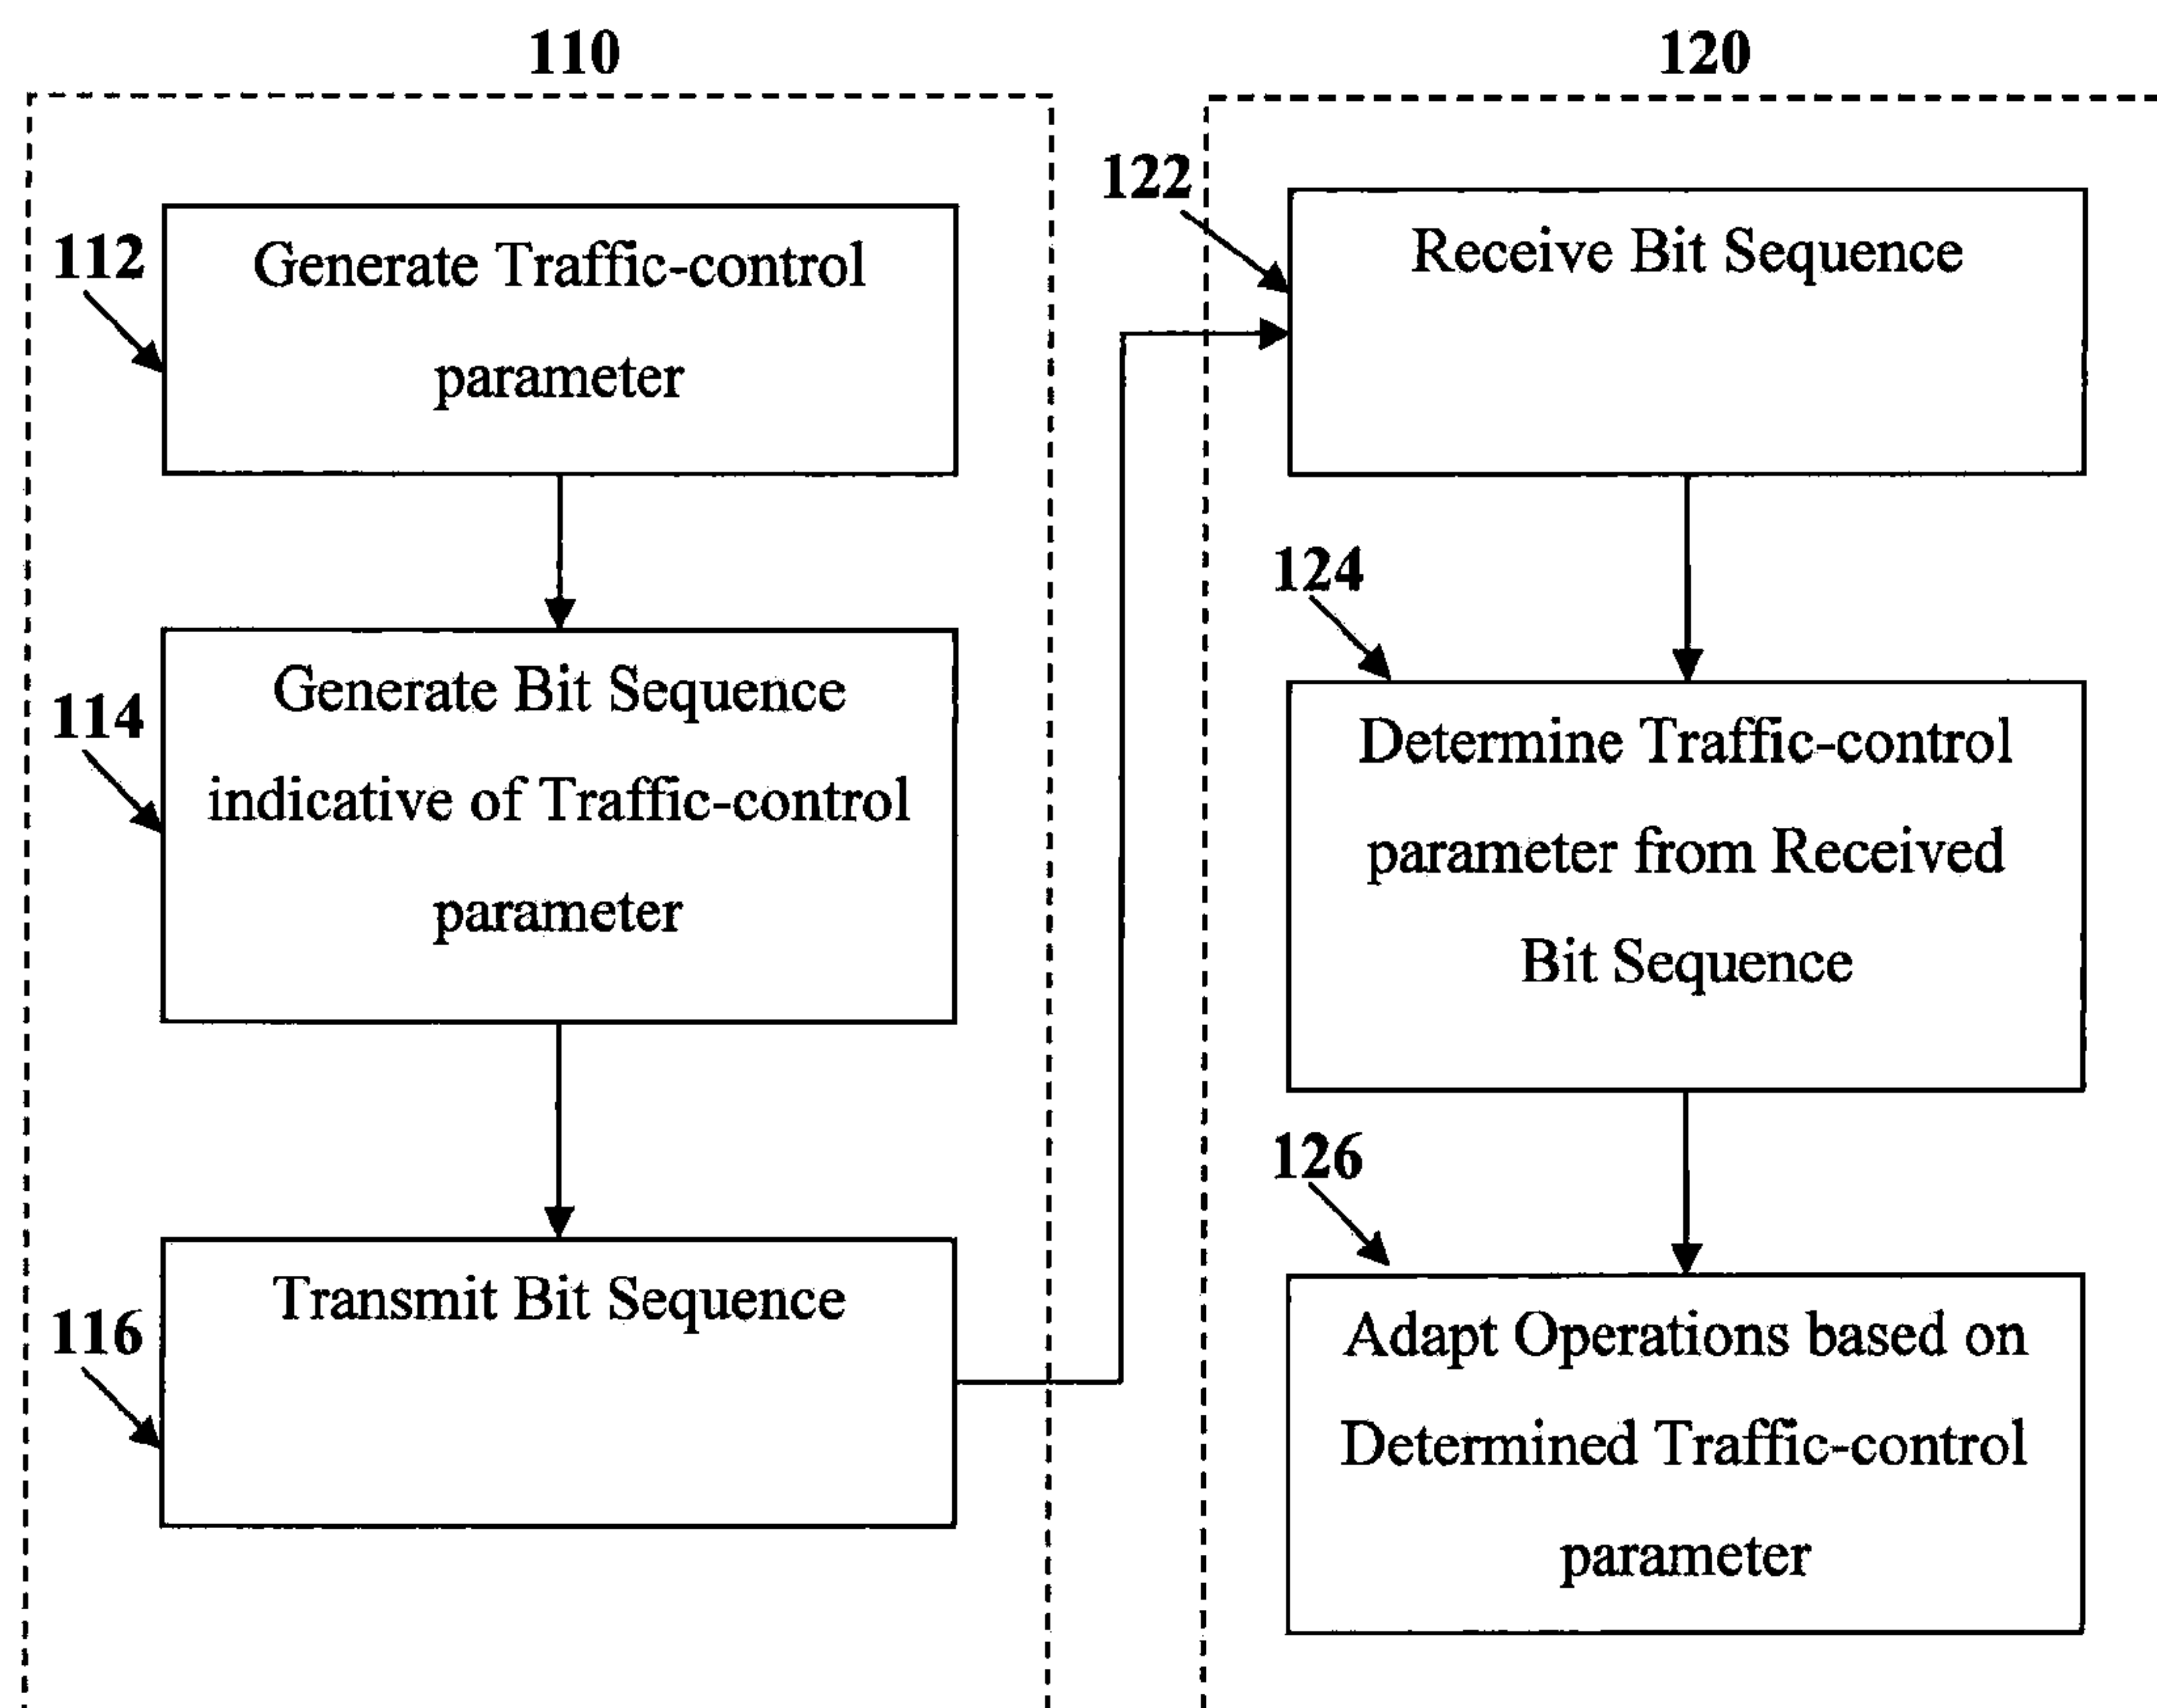 110
112
Generate Traffic-control
parameter
114
Generate Bit Sequence
indicative of Traffic-control
parameter
116
Transmit Bit Sequence
120
122
Receive Bit Sequence
124
Determine Traffic-control
parameter from Received
Bit Sequence
126
Adapt Operations based on
Determined Traffic-control
parameter